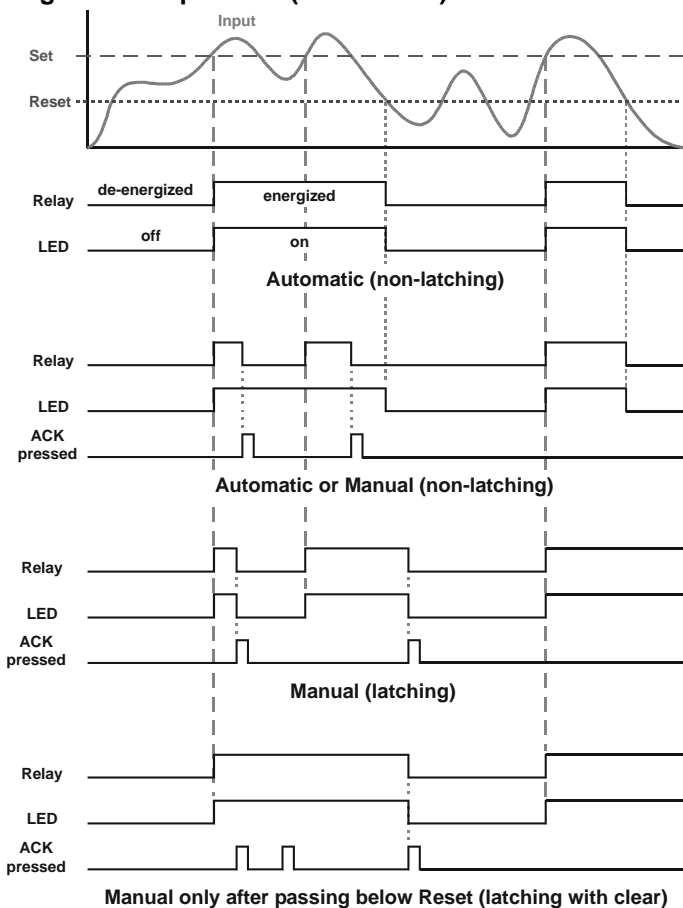 Input
Set
Reset
Relay de-energized energized
LED off on
Automatic (non-latching)
Relay
LED
ACK
pressed
Automatic or Manual (non-latching)
Relay
LED
ACK
pressed
Manual (latching)
Relay
LED
ACK
pressed
Manual only after passing below Reset (latching with clear)